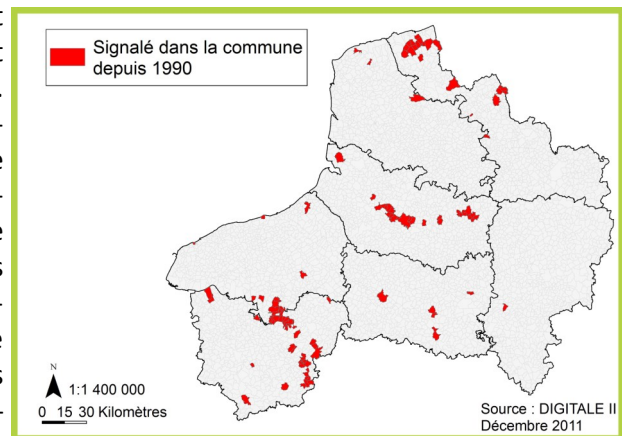 Signalé dans la commune
depuis 1990
N
1:1 400 000
0 15 30 Kilomètres
Source : DIGITALE II
Décembre 2011